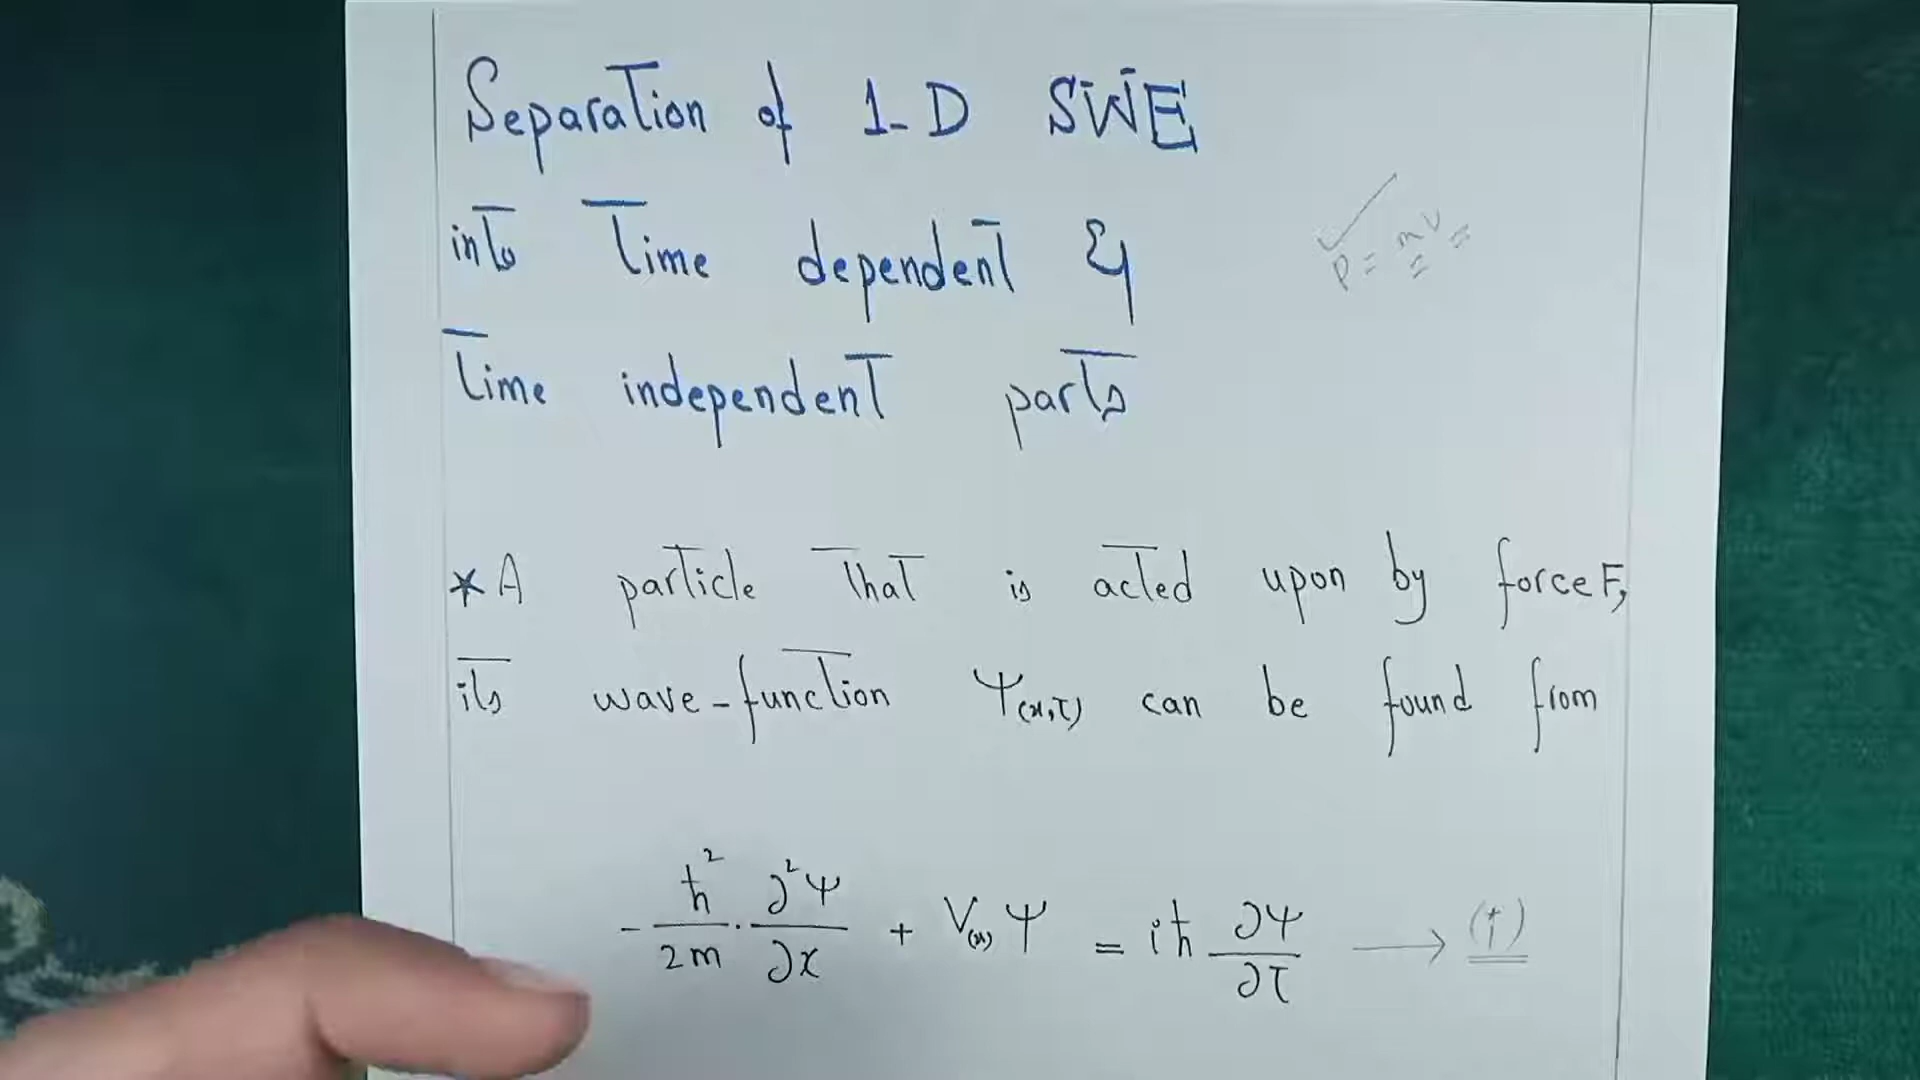 Separation of 1-D SWE
into Time dependent &
Time independent parts
P = mv =
* A particle that is acted upon by force F,
its wave-function Ψ(x,t) can be found from
- ħ²/2m · ∂²Ψ/∂x + V(x) Ψ = iħ ∂Ψ/∂t → (1)